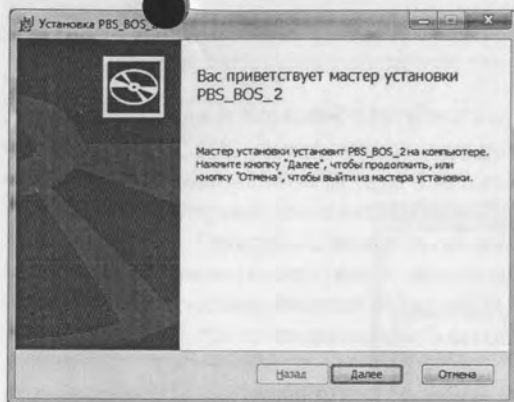 Установка PBS_BOS_
Вас приветствует мастер установки
PBS_BOS_2
Мастер установки установит PBS_BOS_2 на компьютере.
Нажмите кнопку "Далее", чтобы продолжить, или
кнопку "Отмена", чтобы выйти из мастера установки.
Назад
Далее
Отмена